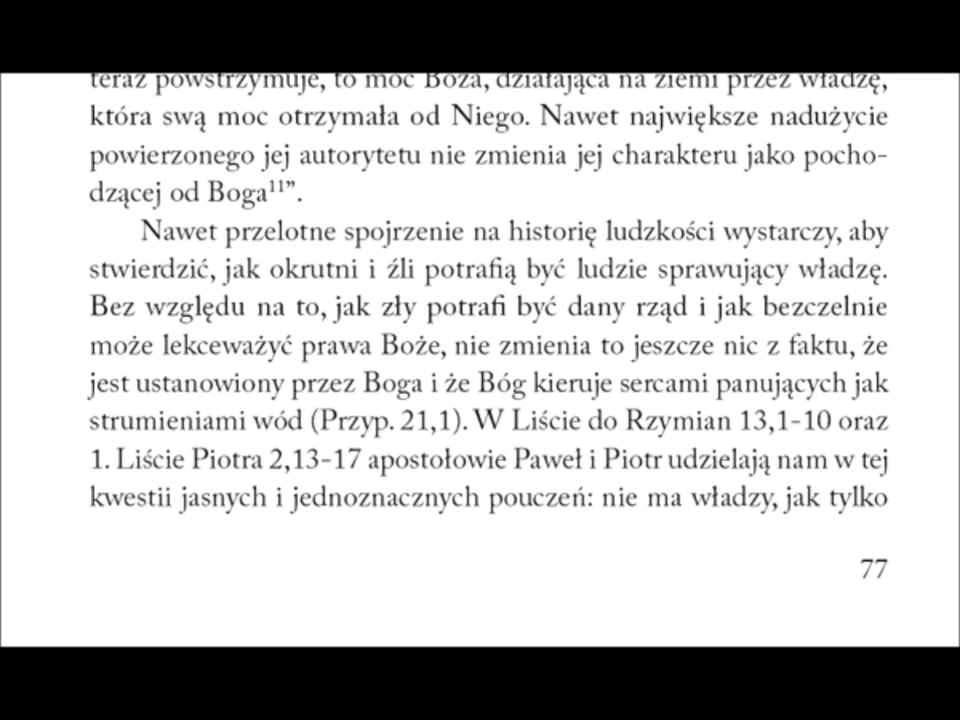 teraz powstrzymuje, to moc Boża, działająca na ziemi przez władzę,
która swą moc otrzymała od Niego. Nawet największe nadużycie
powierzonego jej autorytetu nie zmienia jej charakteru jako pocho-
dzącej od Boga¹¹”.
Nawet przelotne spojrzenie na historię ludzkości wystarczy, aby
stwierdzić, jak okrutni i źli potrafią być ludzie sprawujący władzę.
Bez względu na to, jak zły potrafi być dany rząd i jak bezczelnie
może lekceważyć prawa Boże, nie zmienia to jeszcze nic z faktu, że
jest ustanowiony przez Boga i że Bóg kieruje sercami panujących jak
strumieniami wód (Przyp. 21,1). W Liście do Rzymian 13,1-10 oraz
1. Liście Piotra 2,13-17 apostołowie Paweł i Piotr udzielają nam w tej
kwestii jasnych i jednoznacznych pouczeń: nie ma władzy, jak tylko
77